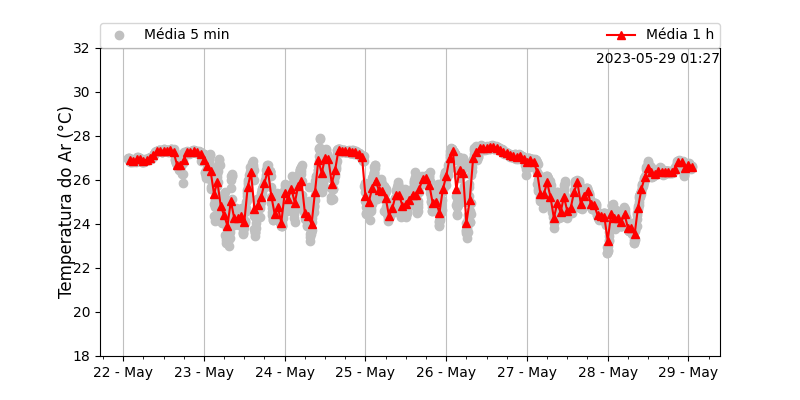 Média 5 min
Média 1 h
2023-05-29 01:27
Temperatura do Ar (°C)
32
30
28
26
24
22
20
18
22 - May
23 - May
24 - May
25 - May
26 - May
27 - May
28 - May
29 - May